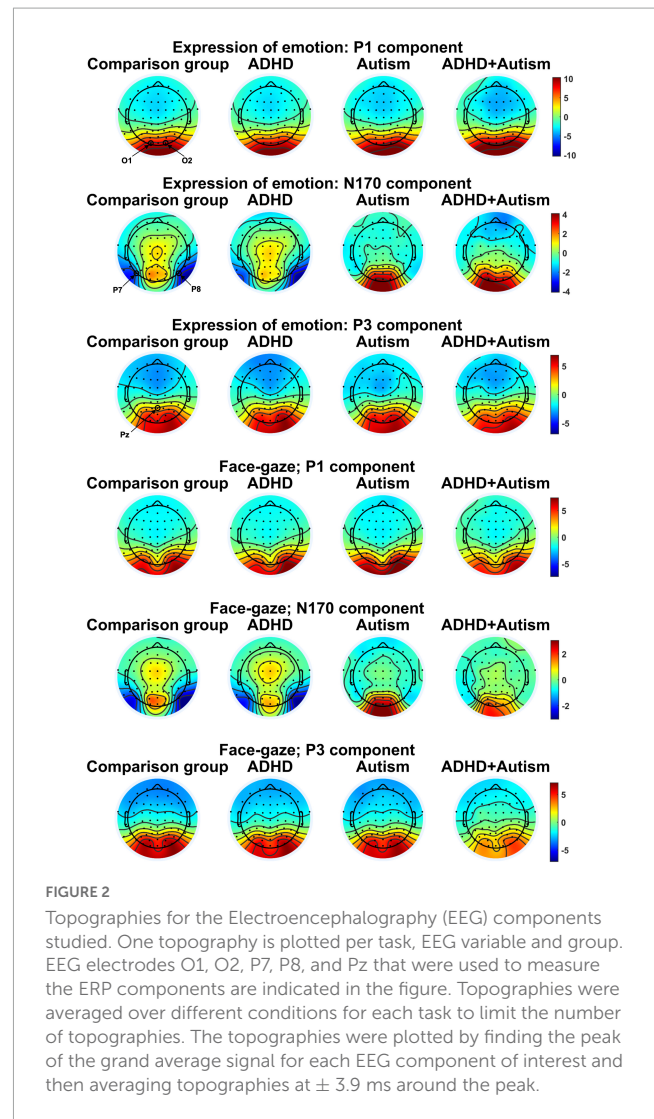 Expression of emotion: P1 component
Comparison group ADHD Autism ADHD+Autism
10
5
0
-5
-10
O1 O2
Expression of emotion: N170 component
Comparison group ADHD Autism ADHD+Autism
4
2
0
-2
-4
P7 P8
Expression of emotion: P3 component
Comparison group ADHD Autism ADHD+Autism
5
0
-5
Pz
Face-gaze; P1 component
Comparison group ADHD Autism ADHD+Autism
5
0
-5
Face-gaze; N170 component
Comparison group ADHD Autism ADHD+Autism
2
0
-2
Face-gaze; P3 component
Comparison group ADHD Autism ADHD+Autism
5
0
-5
FIGURE 2
Topographies for the Electroencephalography (EEG) components
studied. One topography is plotted per task, EEG variable and group.
EEG electrodes O1, O2, P7, P8, and Pz that were used to measure
the ERP components are indicated in the figure. Topographies were
averaged over different conditions for each task to limit the number
of topographies. The topographies were plotted by finding the peak
of the grand average signal for each EEG component of interest and
then averaging topographies at ± 3.9 ms around the peak.